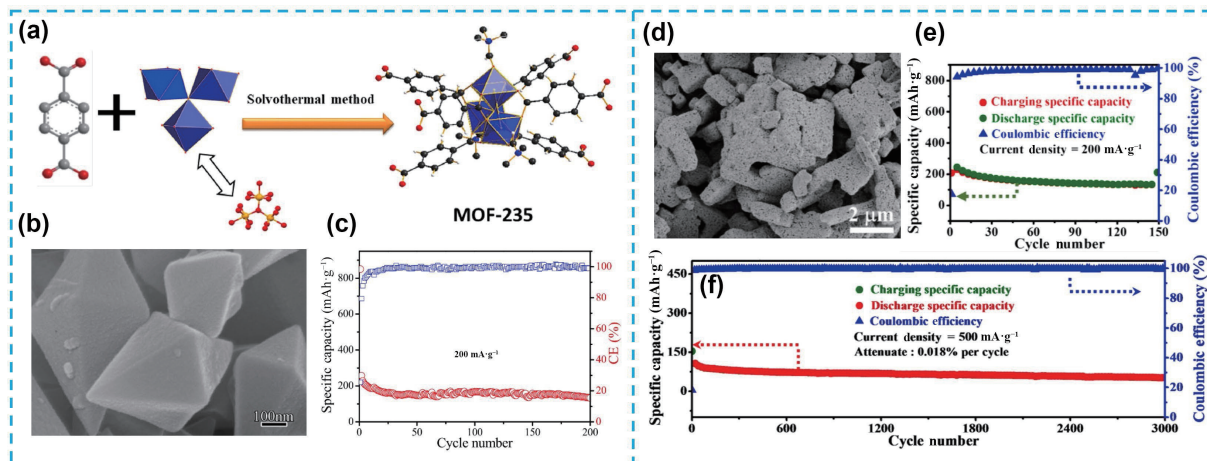 (a)
Solvothermal method
MOF-235
(b)
100nm
(c)
Specific capacity (mAh·g⁻¹)
900
800
600
400
200
0
200 mA·g⁻¹
100
80
60
40
20
0
CE (%)
0
50
100
150
200
Cycle number
(d)
2 μm
(e)
Specific capacity (mAh·g⁻¹)
800
600
400
200
0
Charging specific capacity
Discharge specific capacity
Coulombic efficiency
Current density = 200 mA·g⁻¹
100
80
60
40
20
0
Coulombic efficiency (%)
0
30
60
90
120
150
Cycle number
(f)
Specific capacity (mAh·g⁻¹)
450
300
150
0
Charging specific capacity
Discharge specific capacity
Coulombic efficiency
Current density = 500 mA·g⁻¹
Attenuate : 0.018% per cycle
100
80
60
40
20
0
Coulombic efficiency (%)
0
600
1200
1800
2400
3000
Cycle number